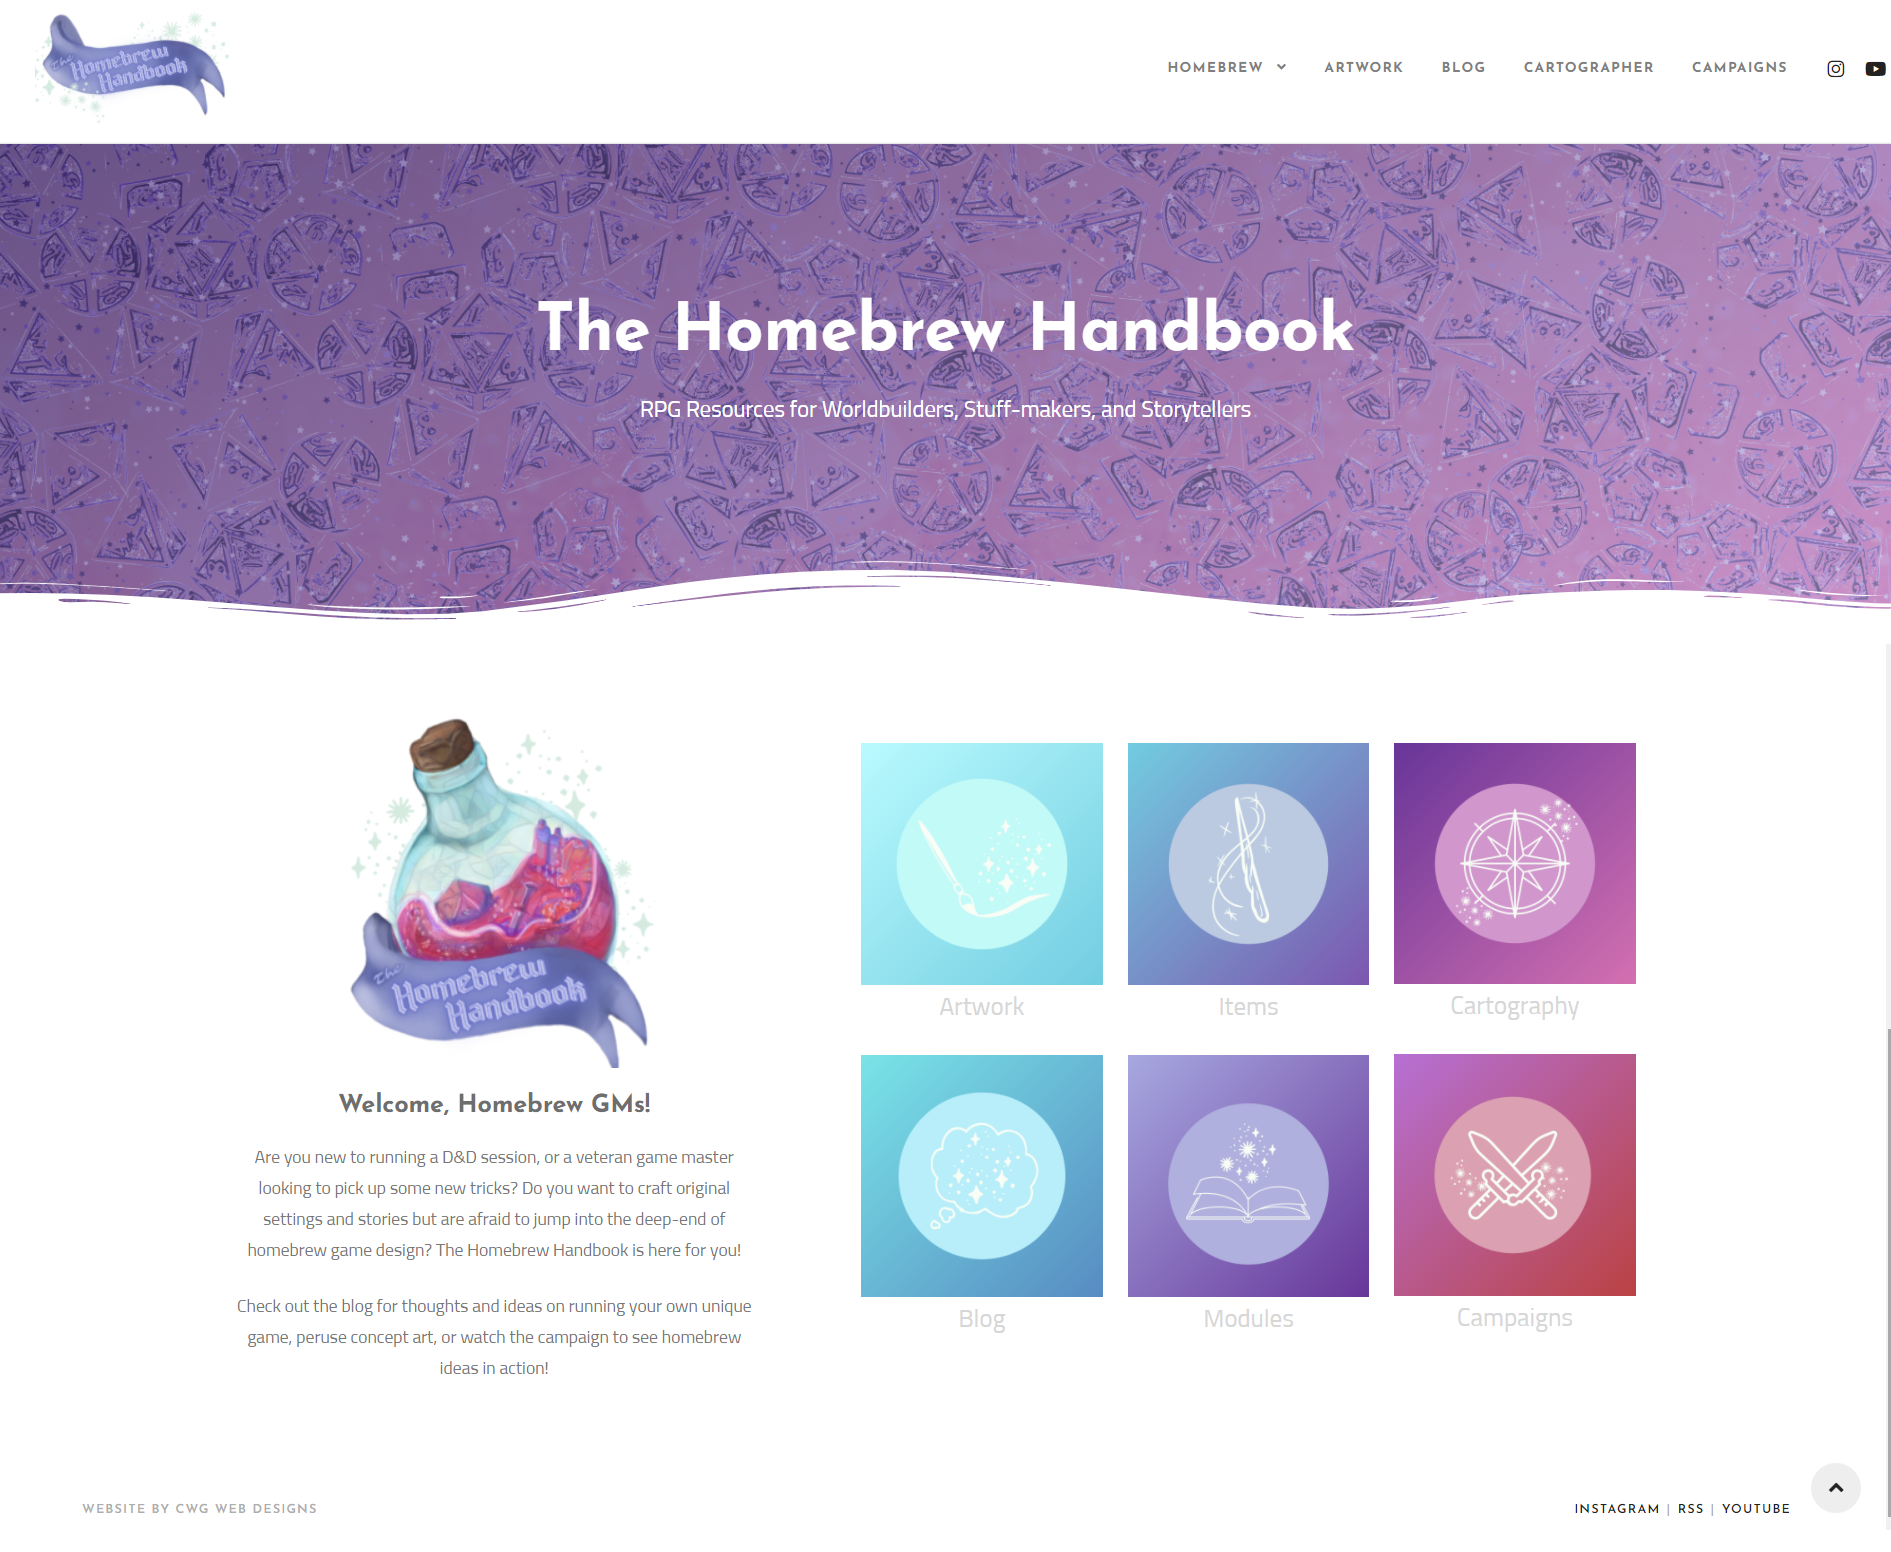 The Homebrew
Handbook
HOMEBREW
ARTWORK
BLOG
CARTOGRAPHER
CAMPAIGNS
The Homebrew Handbook
RPG Resources for Worldbuilders, Stuff-makers, and Storytellers
The Homebrew
Handbook
Welcome, Homebrew GMs!
Are you new to running a D&D session, or a veteran game master
looking to pick up some new tricks? Do you want to craft original
settings and stories but are afraid to jump into the deep-end of
homebrew game design? The Homebrew Handbook is here for you!
Check out the blog for thoughts and ideas on running your own unique
game, peruse concept art, or watch the campaign to see homebrew
ideas in action!
Artwork
Items
Cartography
Blog
Modules
Campaigns
WEBSITE BY CWG WEB DESIGNS
INSTAGRAM | RSS | YOUTUBE